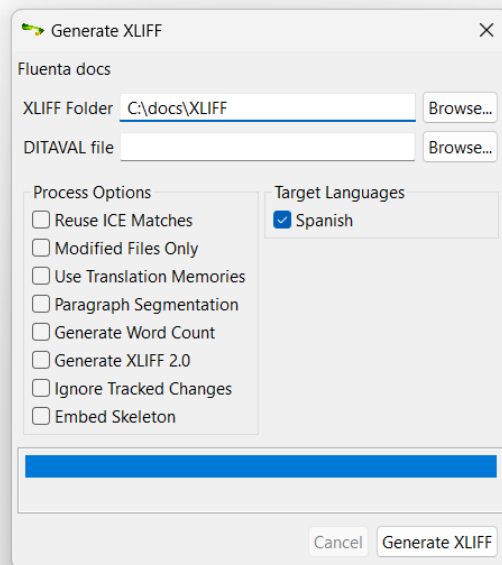 Generate XLIFF
Fluenta docs
XLIFF Folder C:\docs\XLIFF Browse...
DITAVAL file Browse...
Process Options
Reuse ICE Matches
Modified Files Only
Use Translation Memories
Paragraph Segmentation
Generate Word Count
Generate XLIFF 2.0
Ignore Tracked Changes
Embed Skeleton
Target Languages
Spanish
Cancel Generate XLIFF